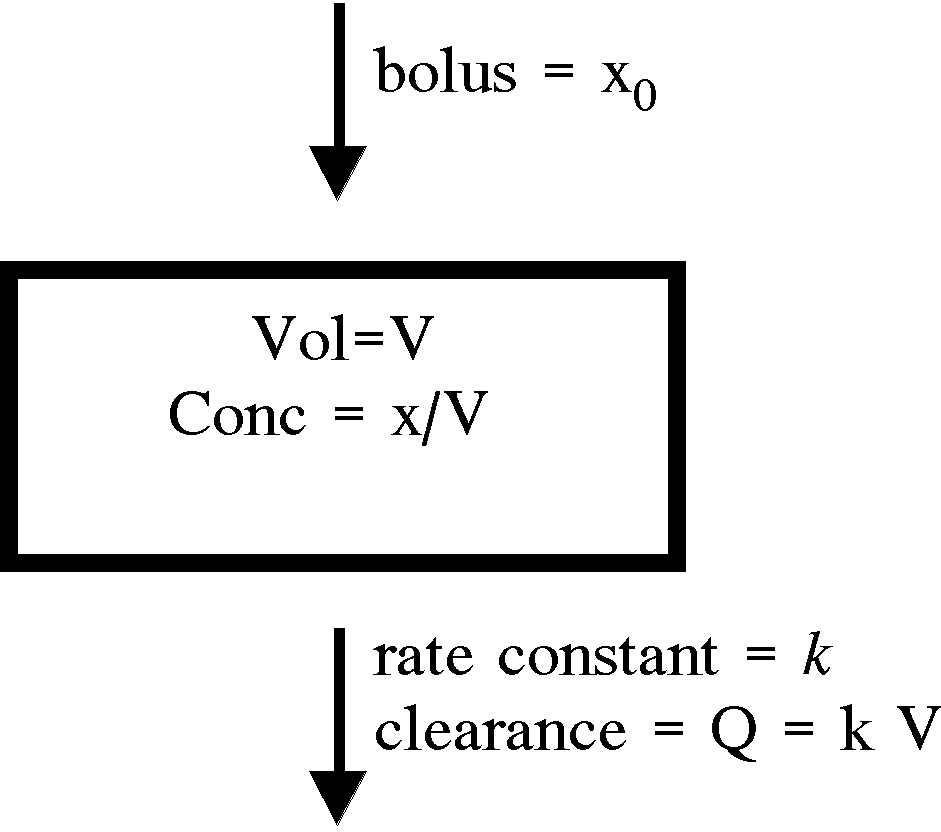 bolus = x₀
Vol=V
Conc = x/V
rate constant = k
clearance = Q = k V